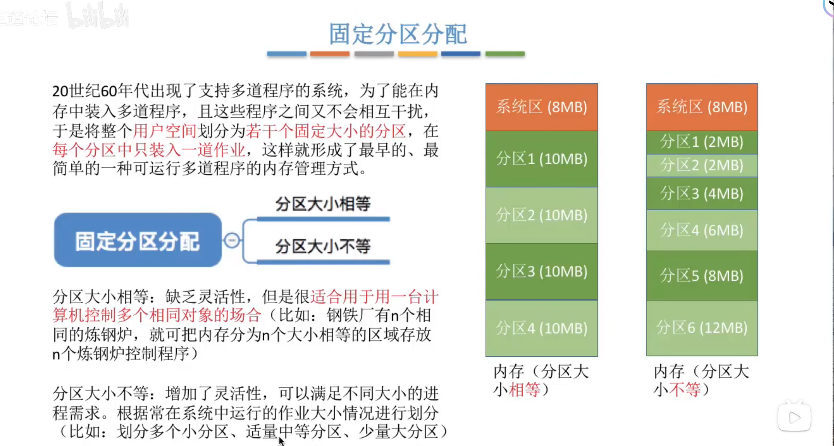 固定分区分配
20世纪60年代出现了支持多道程序的系统，为了能在内
存中装入多道程序，且这些程序之间又不会相互干扰，
于是将整个用户空间划分为若干个固定大小的分区，在
每个分区中只装入一道作业，这样就形成了最早的、最
简单的一种可运行多道程序的内存管理方式。
固定分区分配
分区大小相等
分区大小不等
分区大小相等：缺乏灵活性，但是很适合用于用一台计
算机控制多个相同对象的场合（比如：钢铁厂有n个相
同的炼钢炉，就可把内存分为n个大小相等的区域存放
n个炼钢炉控制程序）
分区大小不等：增加了灵活性，可以满足不同大小的进
程需求。根据常在系统中运行的作业大小情况进行划分
（比如：划分多个小分区、适量中等分区、少量大分区）
系统区 (8MB)
分区1 (10MB)
分区2 (10MB)
分区3 (10MB)
分区4 (10MB)
内存（分区大
小相等）
系统区 (8MB)
分区1 (2MB)
分区2 (2MB)
分区3 (4MB)
分区4 (6MB)
分区5 (8MB)
分区6 (12MB)
内存（分区大
小不等）